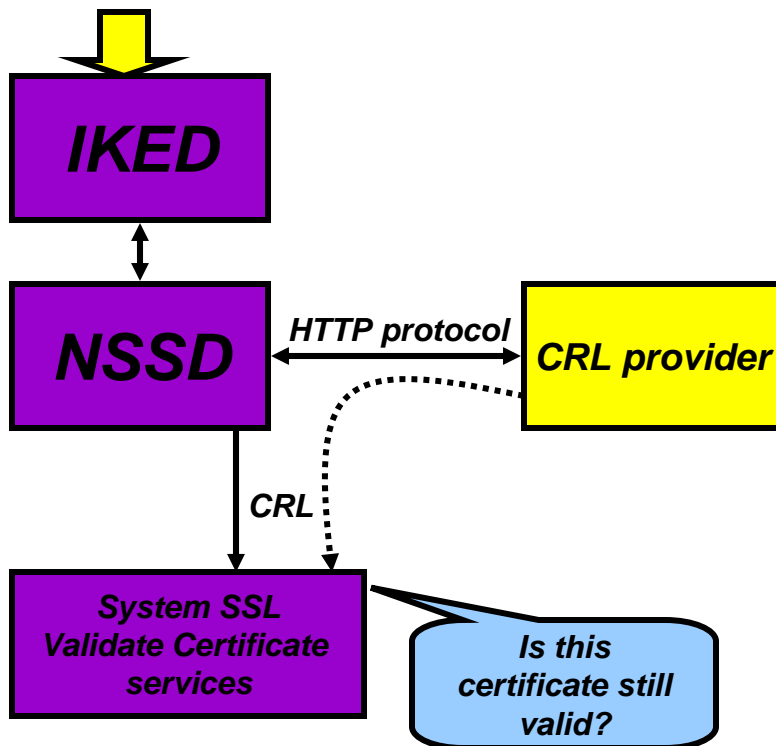 IKED
NSSD
HTTP protocol
CRL provider
CRL
System SSL
Validate Certificate
services
Is this
certificate still
valid?